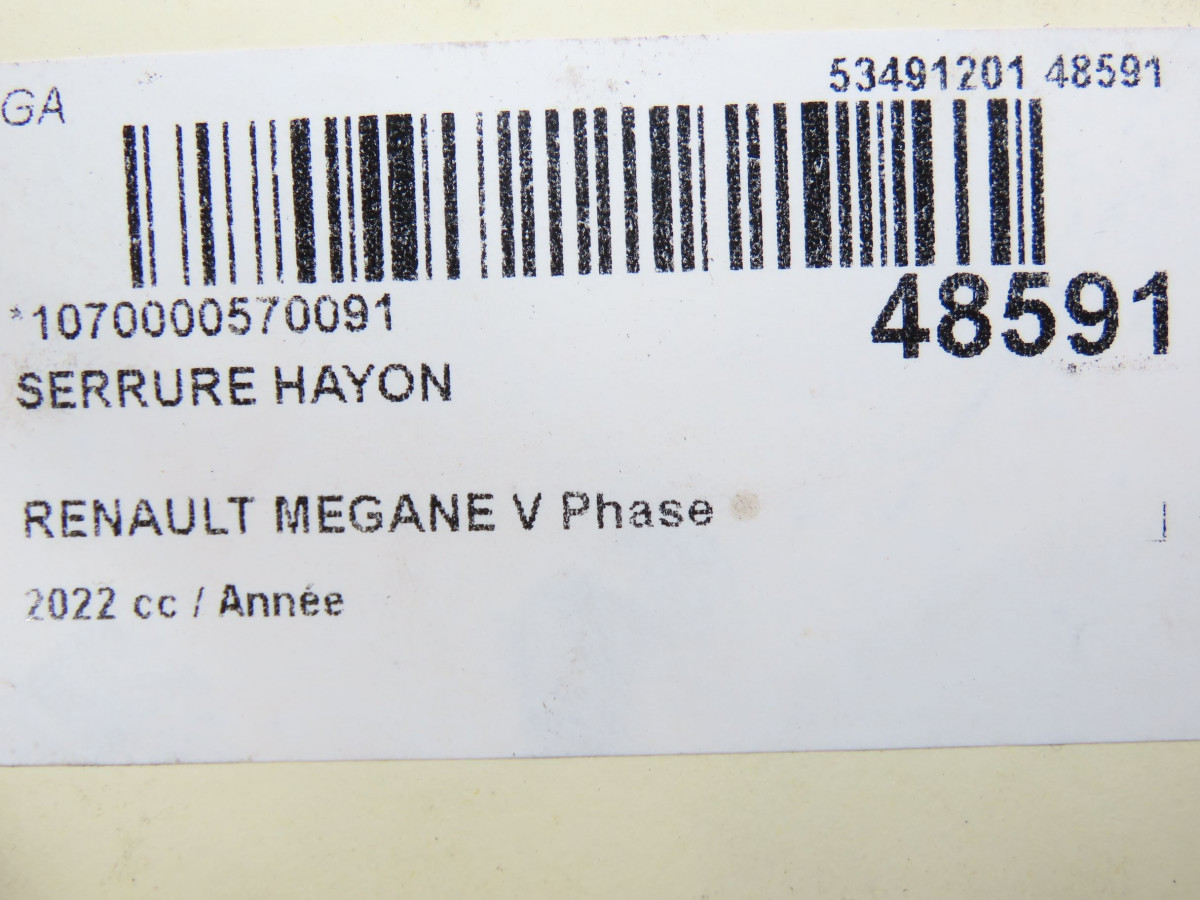 GA
53491201 48591
*1070000570091
48591
SERRURE HAYON
RENAULT MEGANE V Phase
2022 cc / Année